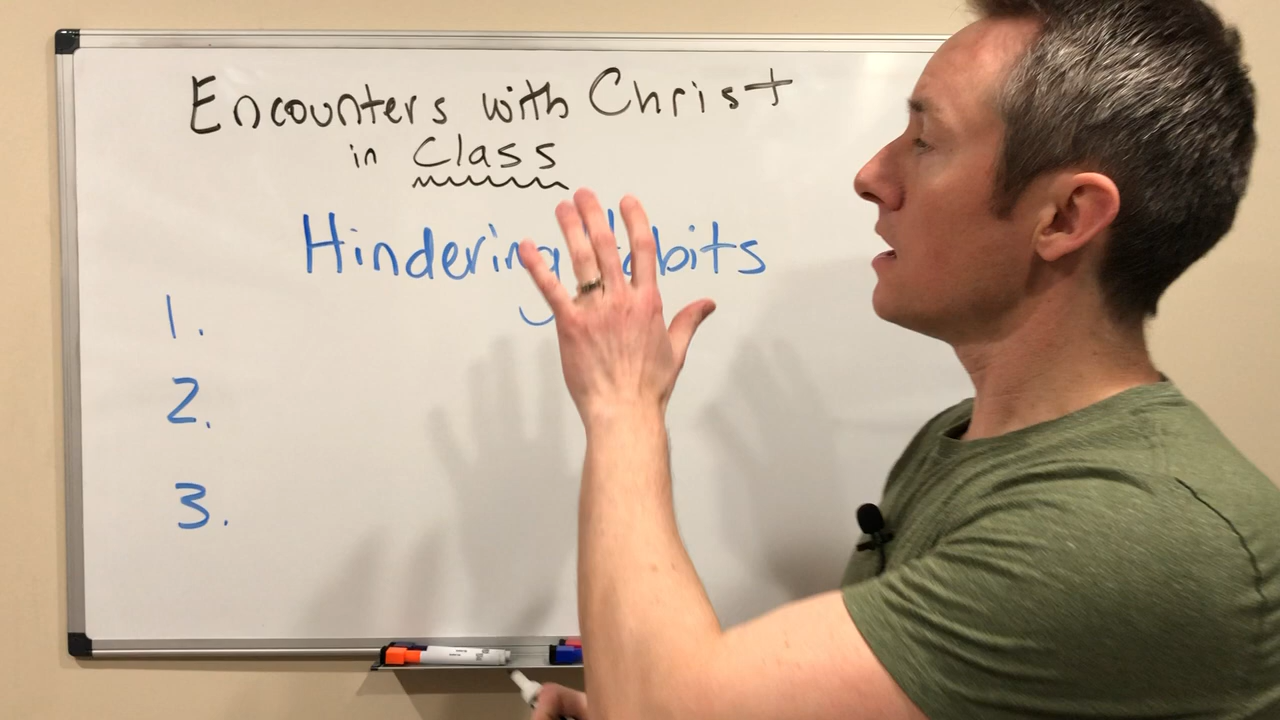 Encounters with Christ
in Class
Hindering Habits
1.
2.
3.